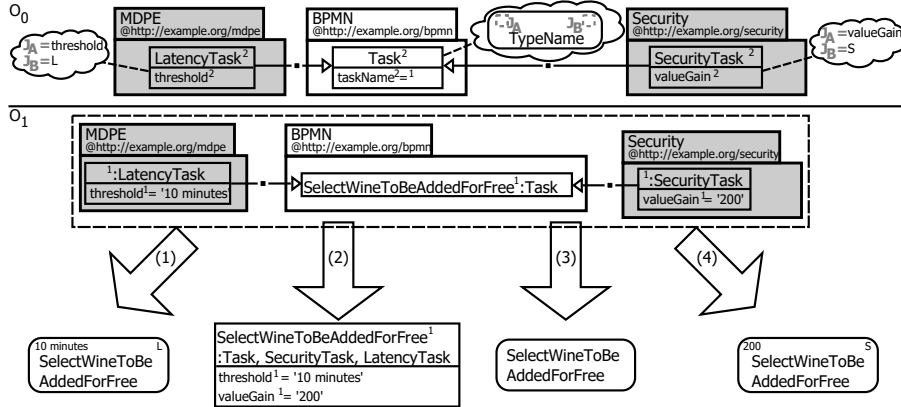 O0
MDPE
@http://example.org/mdpe
BPMN
@http://example.org/bpmn
Security
@http://example.org/security
JA =threshold
JB =L
LatencyTask2
threshold2
Task2
taskName2=1
JA JB
TypeName
SecurityTask 2
valueGain 2
JA =valueGain
JB =S
O1
MDPE
@http://example.org/mdpe
BPMN
@http://example.org/bpmn
Security
@http://example.org/security
1:LatencyTask
threshold1= '10 minutes'
SelectWineToBeAddedForFree1:Task
1:SecurityTask
valueGain 1= '200'
(1)
(2)
(3)
(4)
10 minutes L
SelectWineToBe
AddedForFree
SelectWineToBeAddedForFree1
:Task, SecurityTask, LatencyTask
threshold1 = '10 minutes'
valueGain 1 = '200'
SelectWineToBe
AddedForFree
200 S
SelectWineToBe
AddedForFree